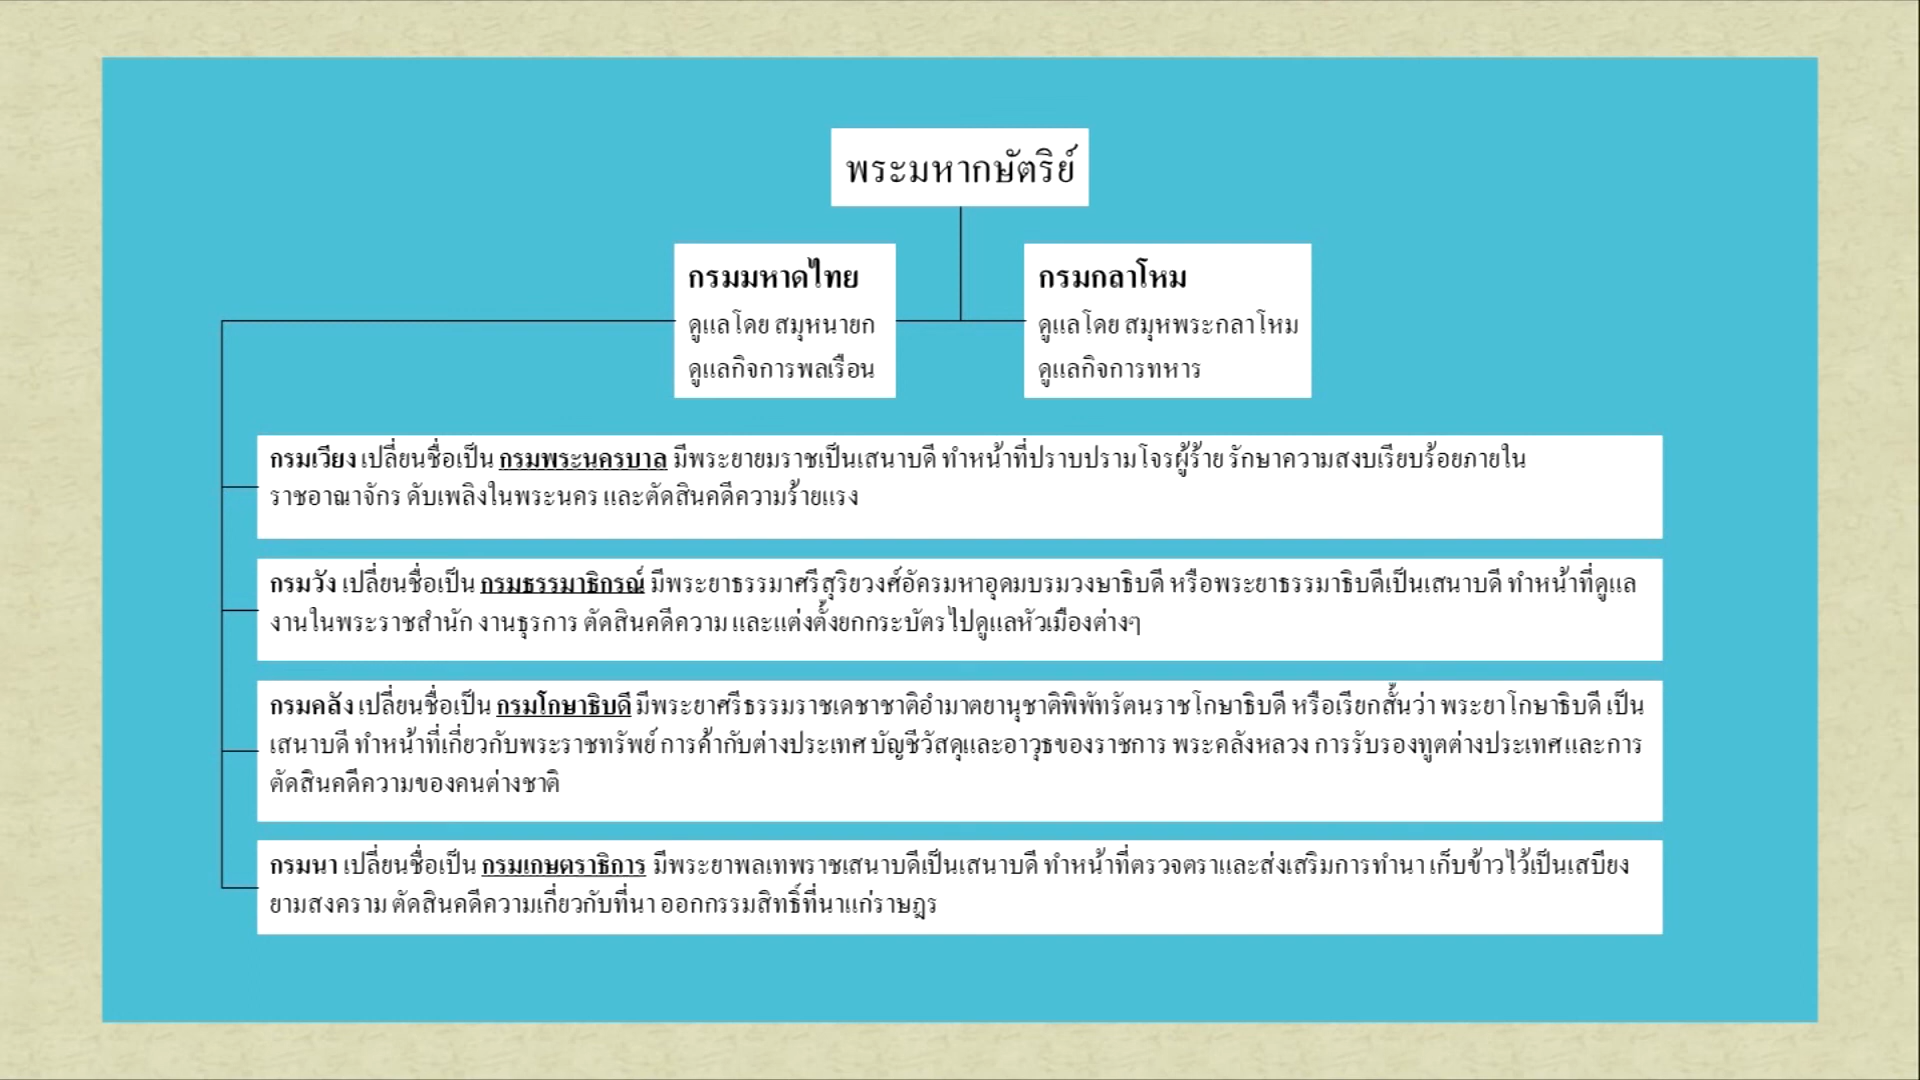 พระมหากษัตริย์
กรมมหาดไทย
ดูแลโดย สมุหนายก
ดูแลกิจการพลเรือน
กรมกลาโหม
ดูแลโดย สมุหพระกลาโหม
ดูแลกิจการทหาร
กรมเวียง เปลี่ยนชื่อเป็น กรมพระนครบาล มีพระยายมราชเป็นเสนาบดี ทำหน้าที่ปราบปรามโจรผู้ร้าย รักษาความสงบเรียบร้อยภายใน
ราชอาณาจักร ดับเพลิงในพระนคร และตัดสินคดีความร้ายแรง
กรมวัง เปลี่ยนชื่อเป็น กรมธรรมาธิกรณ์ มีพระยาธรรมาศรีสุริยวงศ์อัครมหาอุดมบรมวงษาธิบดี หรือพระยาธรรมาธิบดีเป็นเสนาบดี ทำหน้าที่ดูแล
งานในพระราชสำนัก งานธุรการ ตัดสินคดีความ และแต่งตั้งยกกระบัตรไปดูแลหัวเมืองต่างๆ
กรมคลัง เปลี่ยนชื่อเป็น กรมโกษาธิบดี มีพระยาศรีธรรมราชเดชาชาติอำมาตยานุชาติพิพัทรัตนราชโกษาธิบดี หรือเรียกสั้นว่า พระยาโกษาธิบดี เป็น
เสนาบดี ทำหน้าที่เกี่ยวกับพระราชทรัพย์ การค้ากับต่างประเทศ บัญชีวัสดุและอาวุธของราชการ พระคลังหลวง การรับรองทูตต่างประเทศและการ
ตัดสินคดีความของคนต่างชาติ
กรมนา เปลี่ยนชื่อเป็น กรมเกษตราธิการ มีพระยาพลเทพราชเสนาบดีเป็นเสนาบดี ทำหน้าที่ตรวจตราและส่งเสริมการทำนา เก็บข้าวไว้เป็นเสบียง
ยามสงคราม ตัดสินคดีความเกี่ยวกับที่นา ออกกรรมสิทธิ์ที่นาแก่ราษฎร